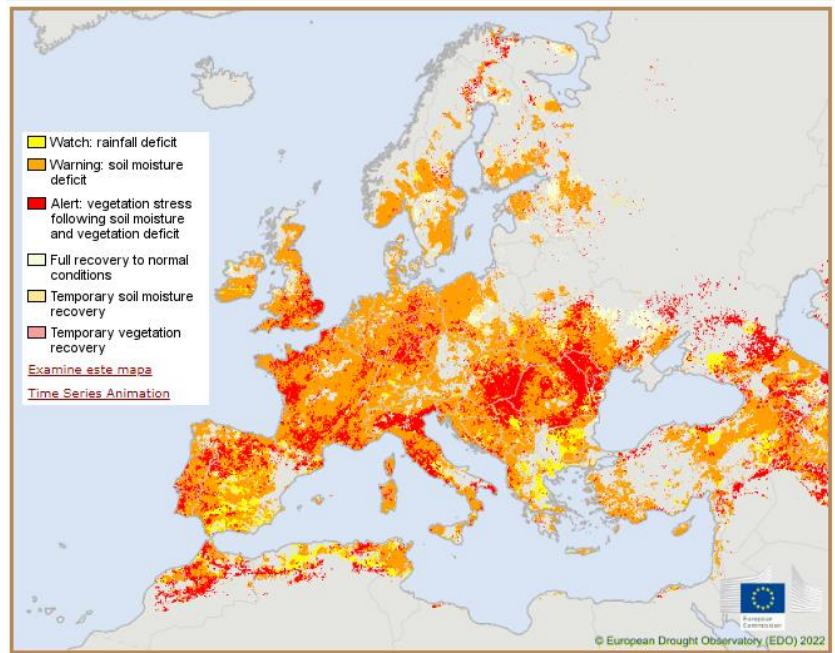 Watch: rainfall deficit
Warning: soil moisture
deficit
Alert: vegetation stress
following soil moisture
and vegetation deficit
Full recovery to normal
conditions
Temporary soil moisture
recovery
Temporary vegetation
recovery
Examine este mapa
Time Series Animation
European
Commission
© European Drought Observatory (EDO) 2022